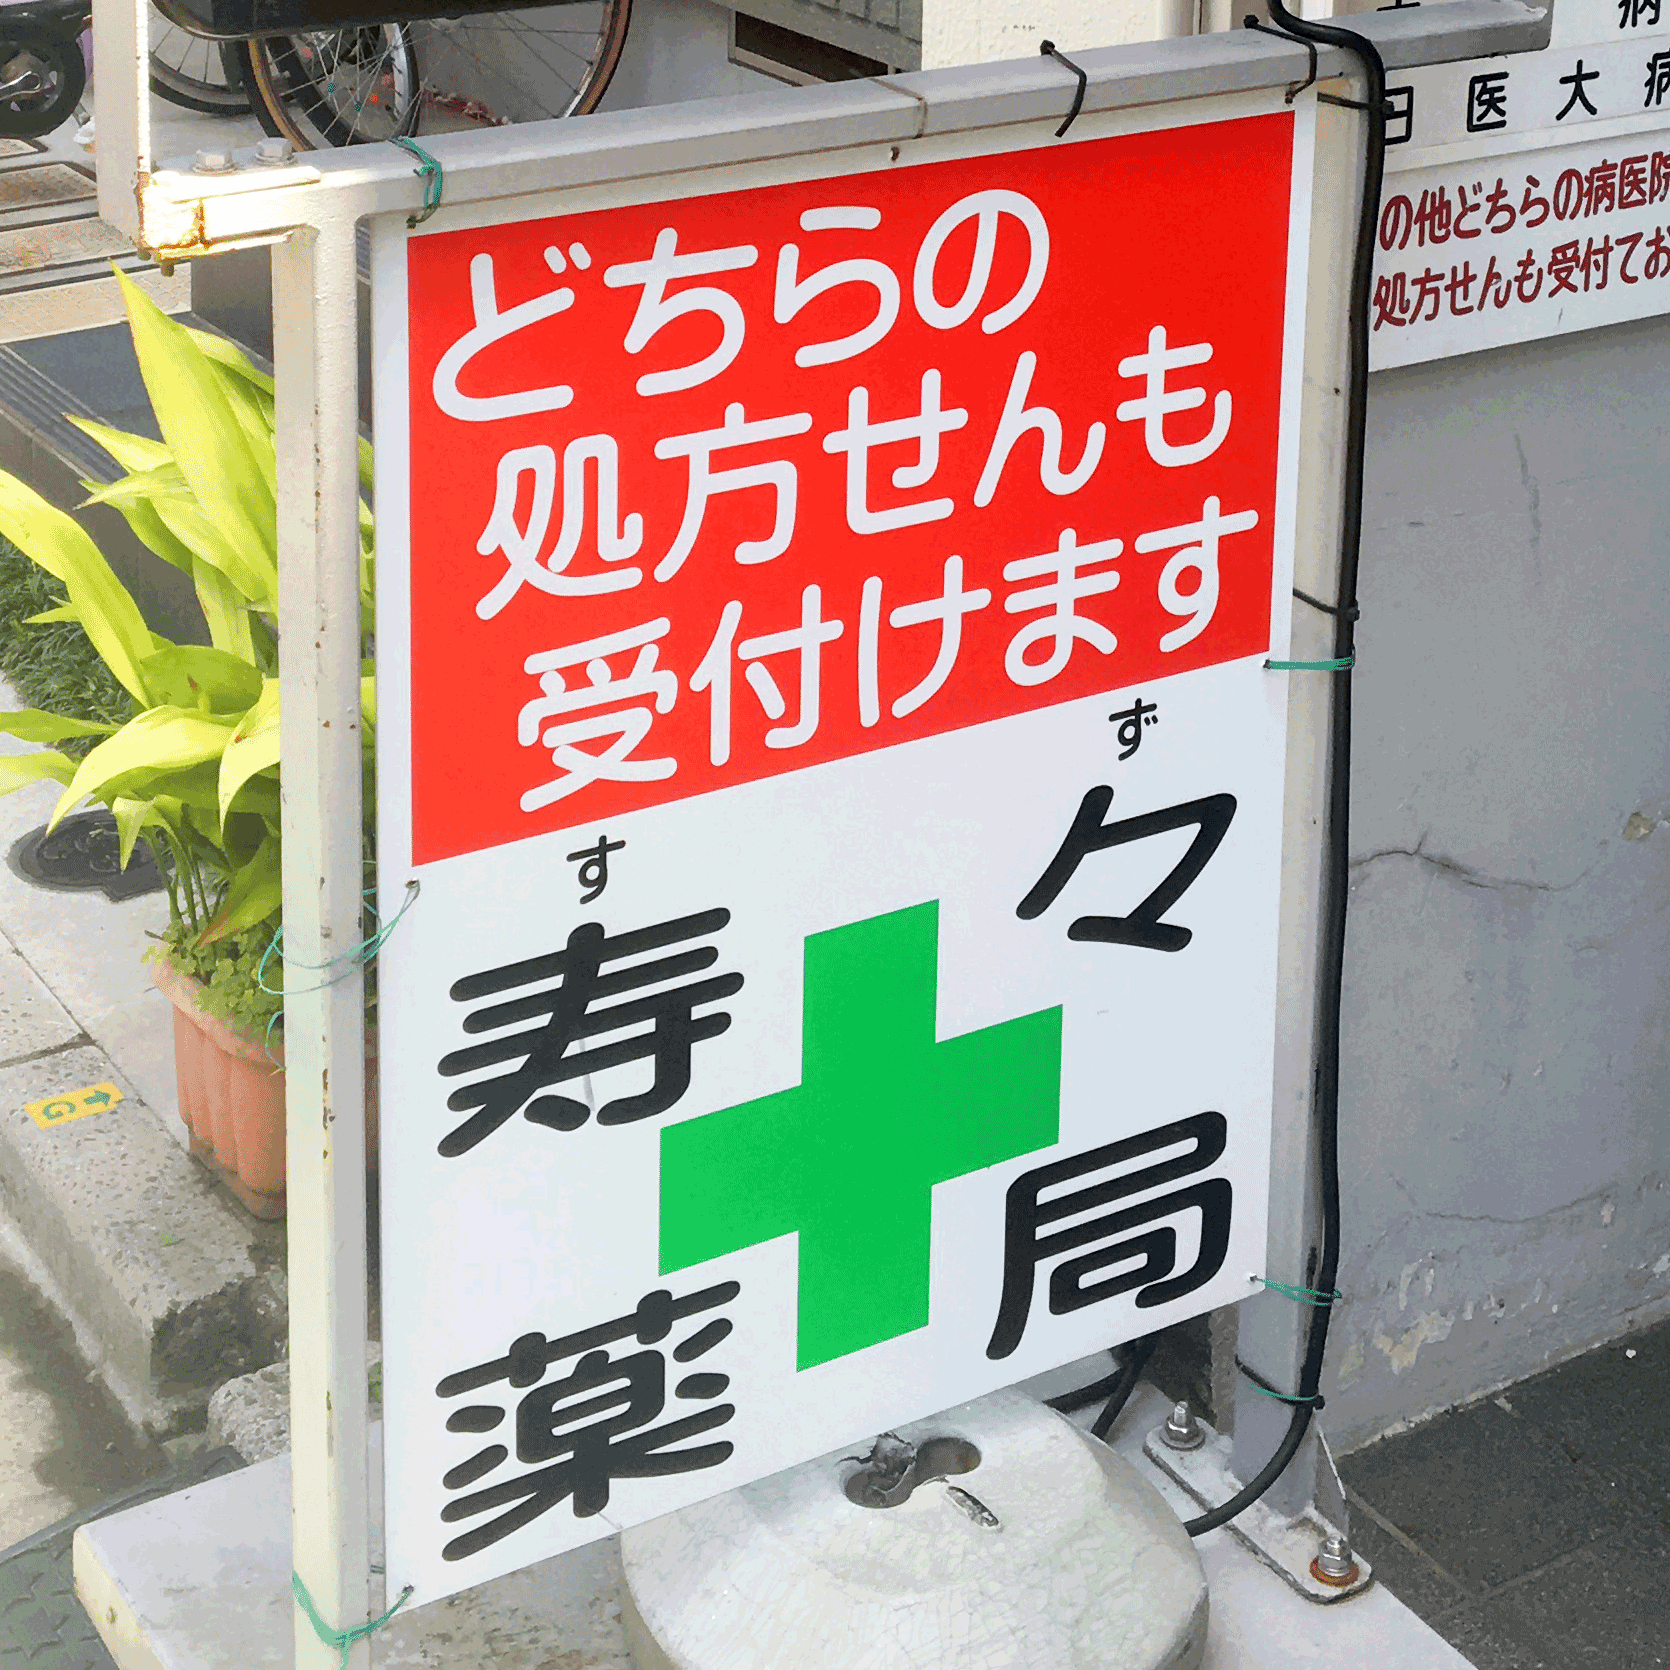 どちらの
処方せんも
受付けます
す ず
寿々
薬局
病
日医大病
の他どちらの病医院
処方せんも受付てお
G